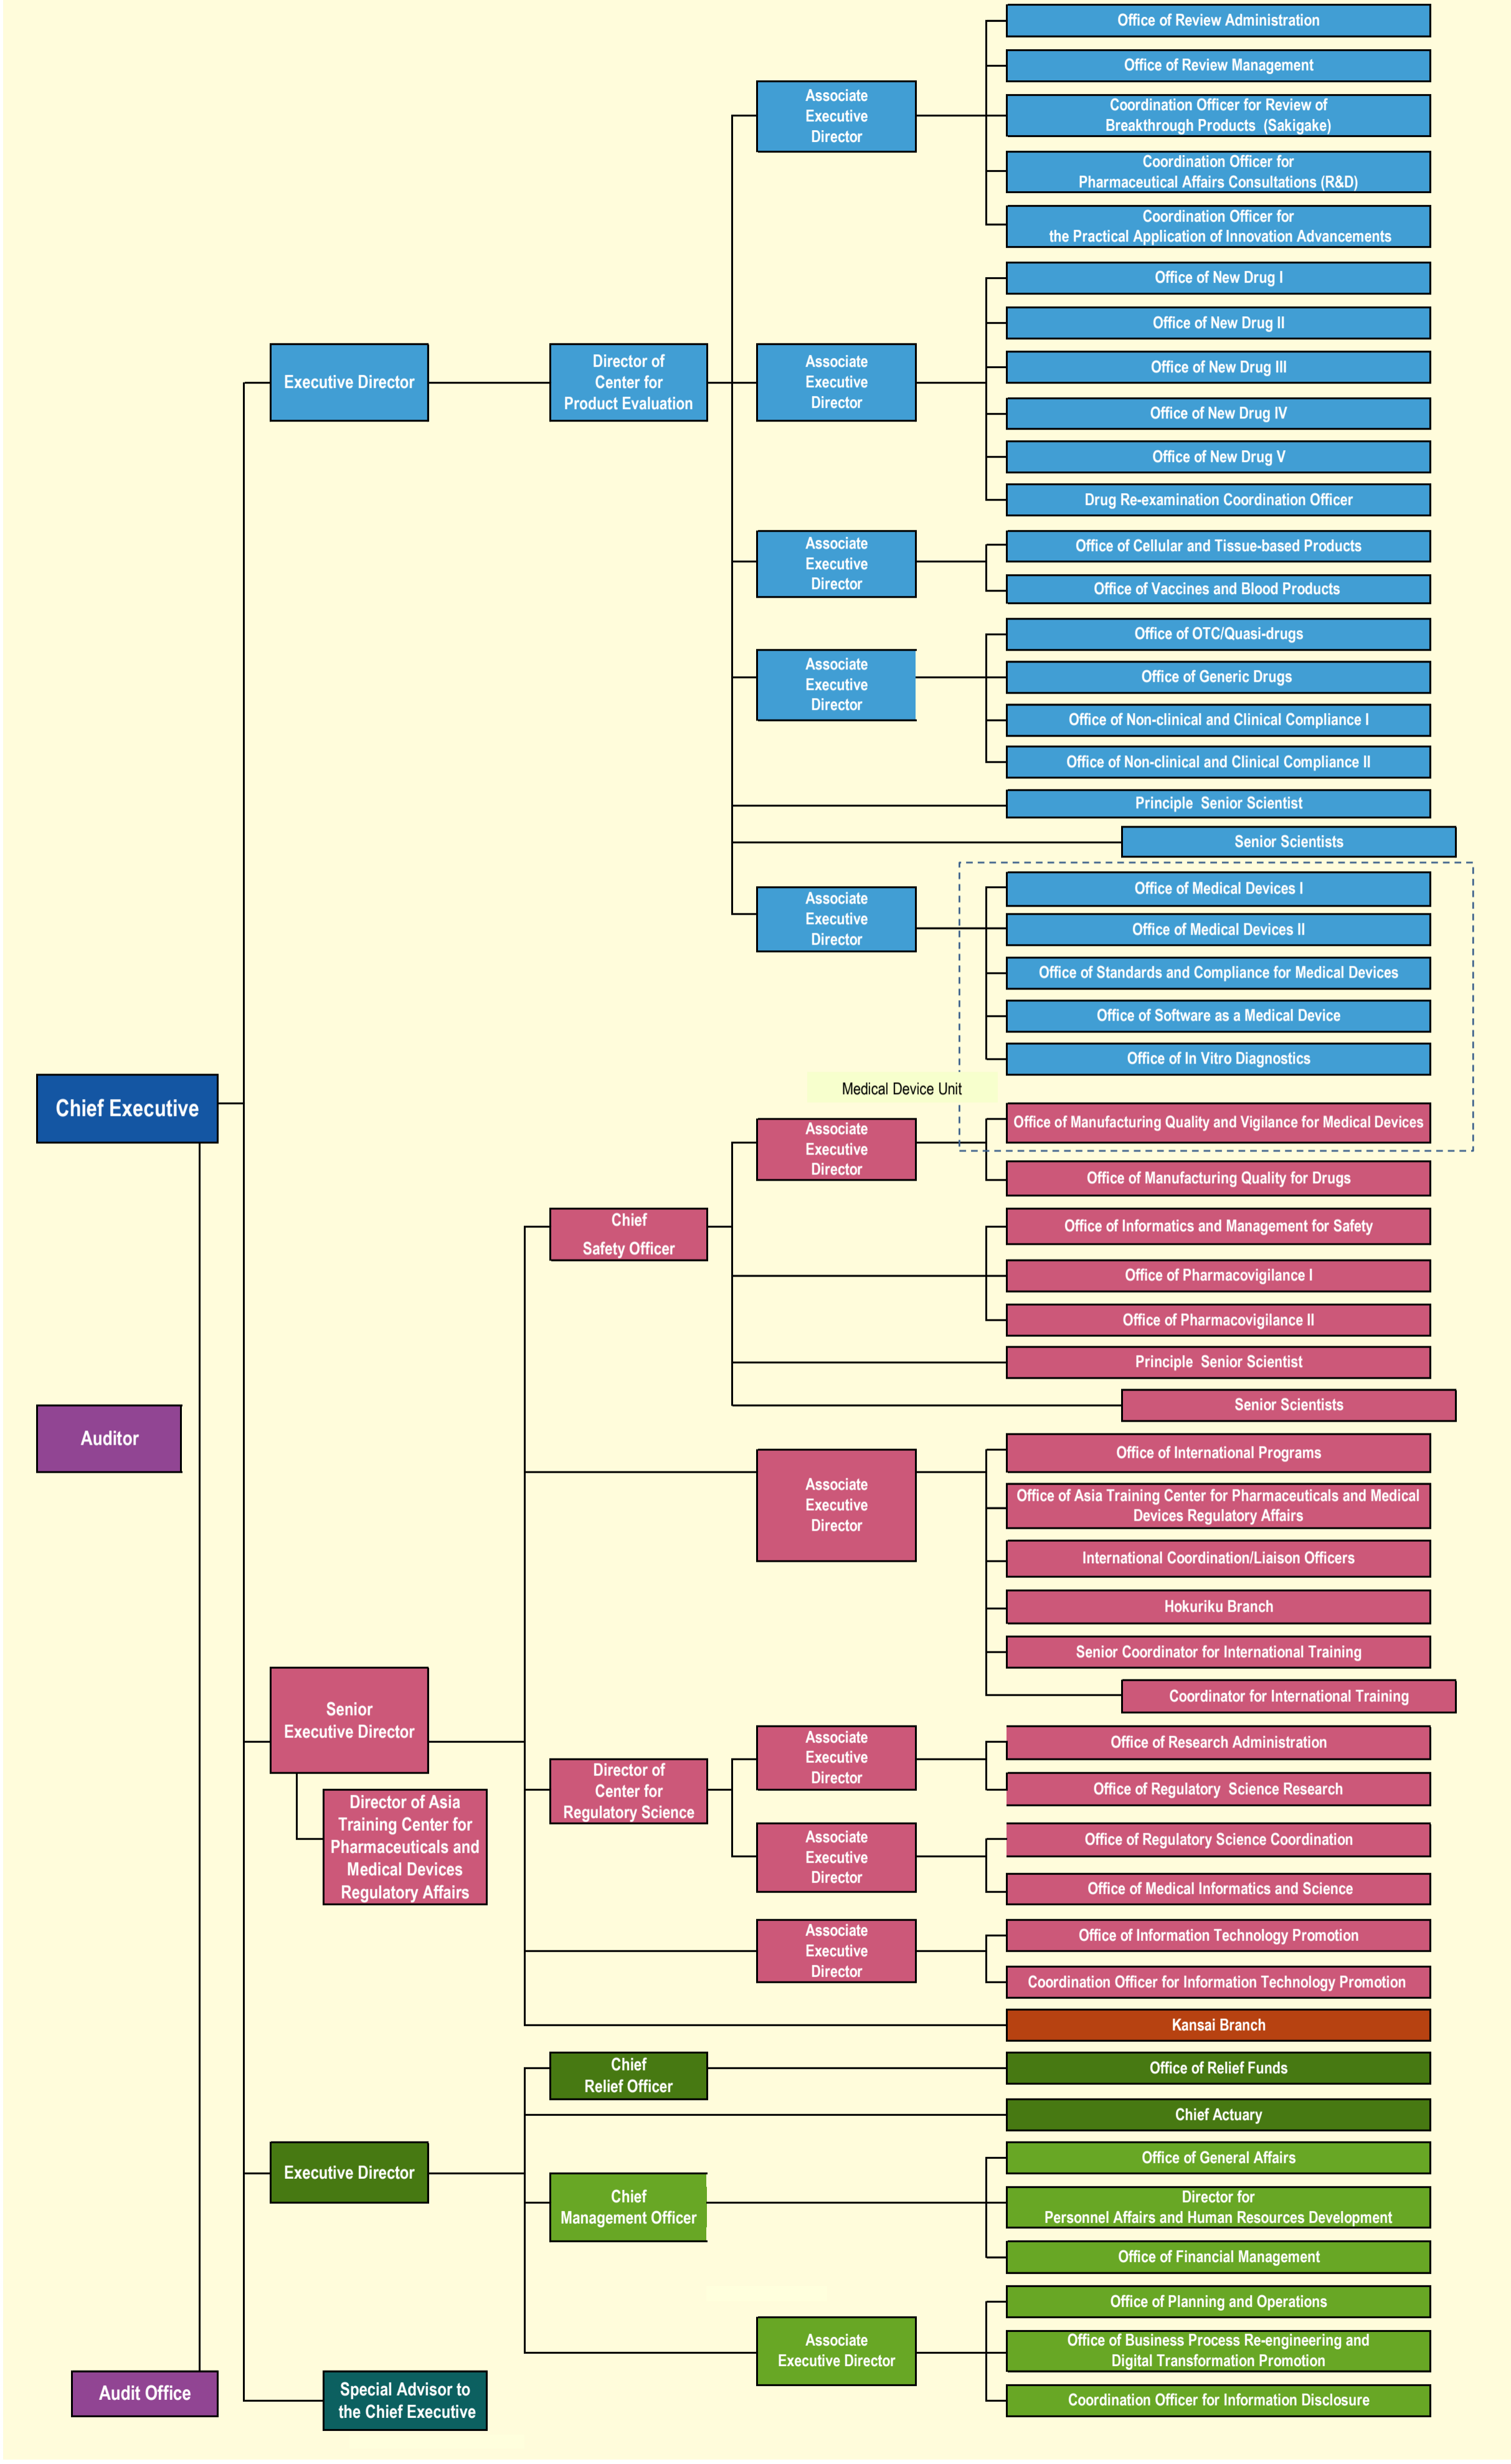 Office of Review Administration
Office of Review Management
Associate
Executive
Director
Coordination Officer for Review of
Breakthrough Products  (Sakigake)
Coordination Officer for
Pharmaceutical Affairs Consultations (R&D)
Coordination Officer for
the Practical Application of Innovation Advancements
Executive Director
Director of
Center for
Product Evaluation
Associate
Executive
Director
Office of New Drug I
Office of New Drug II
Office of New Drug III
Office of New Drug IV
Office of New Drug V
Drug Re-examination Coordination Officer
Associate
Executive
Director
Office of Cellular and Tissue-based Products
Office of Vaccines and Blood Products
Associate
Executive
Director
Office of OTC/Quasi-drugs
Office of Generic Drugs
Office of Non-clinical and Clinical Compliance I
Office of Non-clinical and Clinical Compliance II
Principle  Senior Scientist
Senior Scientists
Associate
Executive
Director
Office of Medical Devices I
Office of Medical Devices II
Office of Standards and Compliance for Medical Devices
Office of Software as a Medical Device
Office of In Vitro Diagnostics
Chief Executive
Medical Device Unit
Associate
Executive
Director
Office of Manufacturing Quality and Vigilance for Medical Devices
Office of Manufacturing Quality for Drugs
Chief
Safety Officer
Office of Informatics and Management for Safety
Office of Pharmacovigilance I
Office of Pharmacovigilance II
Principle  Senior Scientist
Senior Scientists
Auditor
Associate
Executive
Director
Office of International Programs
Office of Asia Training Center for Pharmaceuticals and Medical
Devices Regulatory Affairs
International Coordination/Liaison Officers
Hokuriku Branch
Senior Coordinator for International Training
Coordinator for International Training
Senior
Executive Director
Director of Asia
Training Center for
Pharmaceuticals and
Medical Devices
Regulatory Affairs
Director of
Center for
Regulatory Science
Associate
Executive
Director
Office of Research Administration
Office of Regulatory  Science Research
Associate
Executive
Director
Office of Regulatory Science Coordination
Office of Medical Informatics and Science
Associate
Executive
Director
Office of Information Technology Promotion
Coordination Officer for Information Technology Promotion
Kansai Branch
Chief
Relief Officer
Office of Relief Funds
Chief Actuary
Executive Director
Chief
Management Officer
Office of General Affairs
Director for
Personnel Affairs and Human Resources Development
Office of Financial Management
Associate
Executive Director
Office of Planning and Operations
Office of Business Process Re-engineering and
Digital Transformation Promotion
Coordination Officer for Information Disclosure
Audit Office
Special Advisor to
the Chief Executive